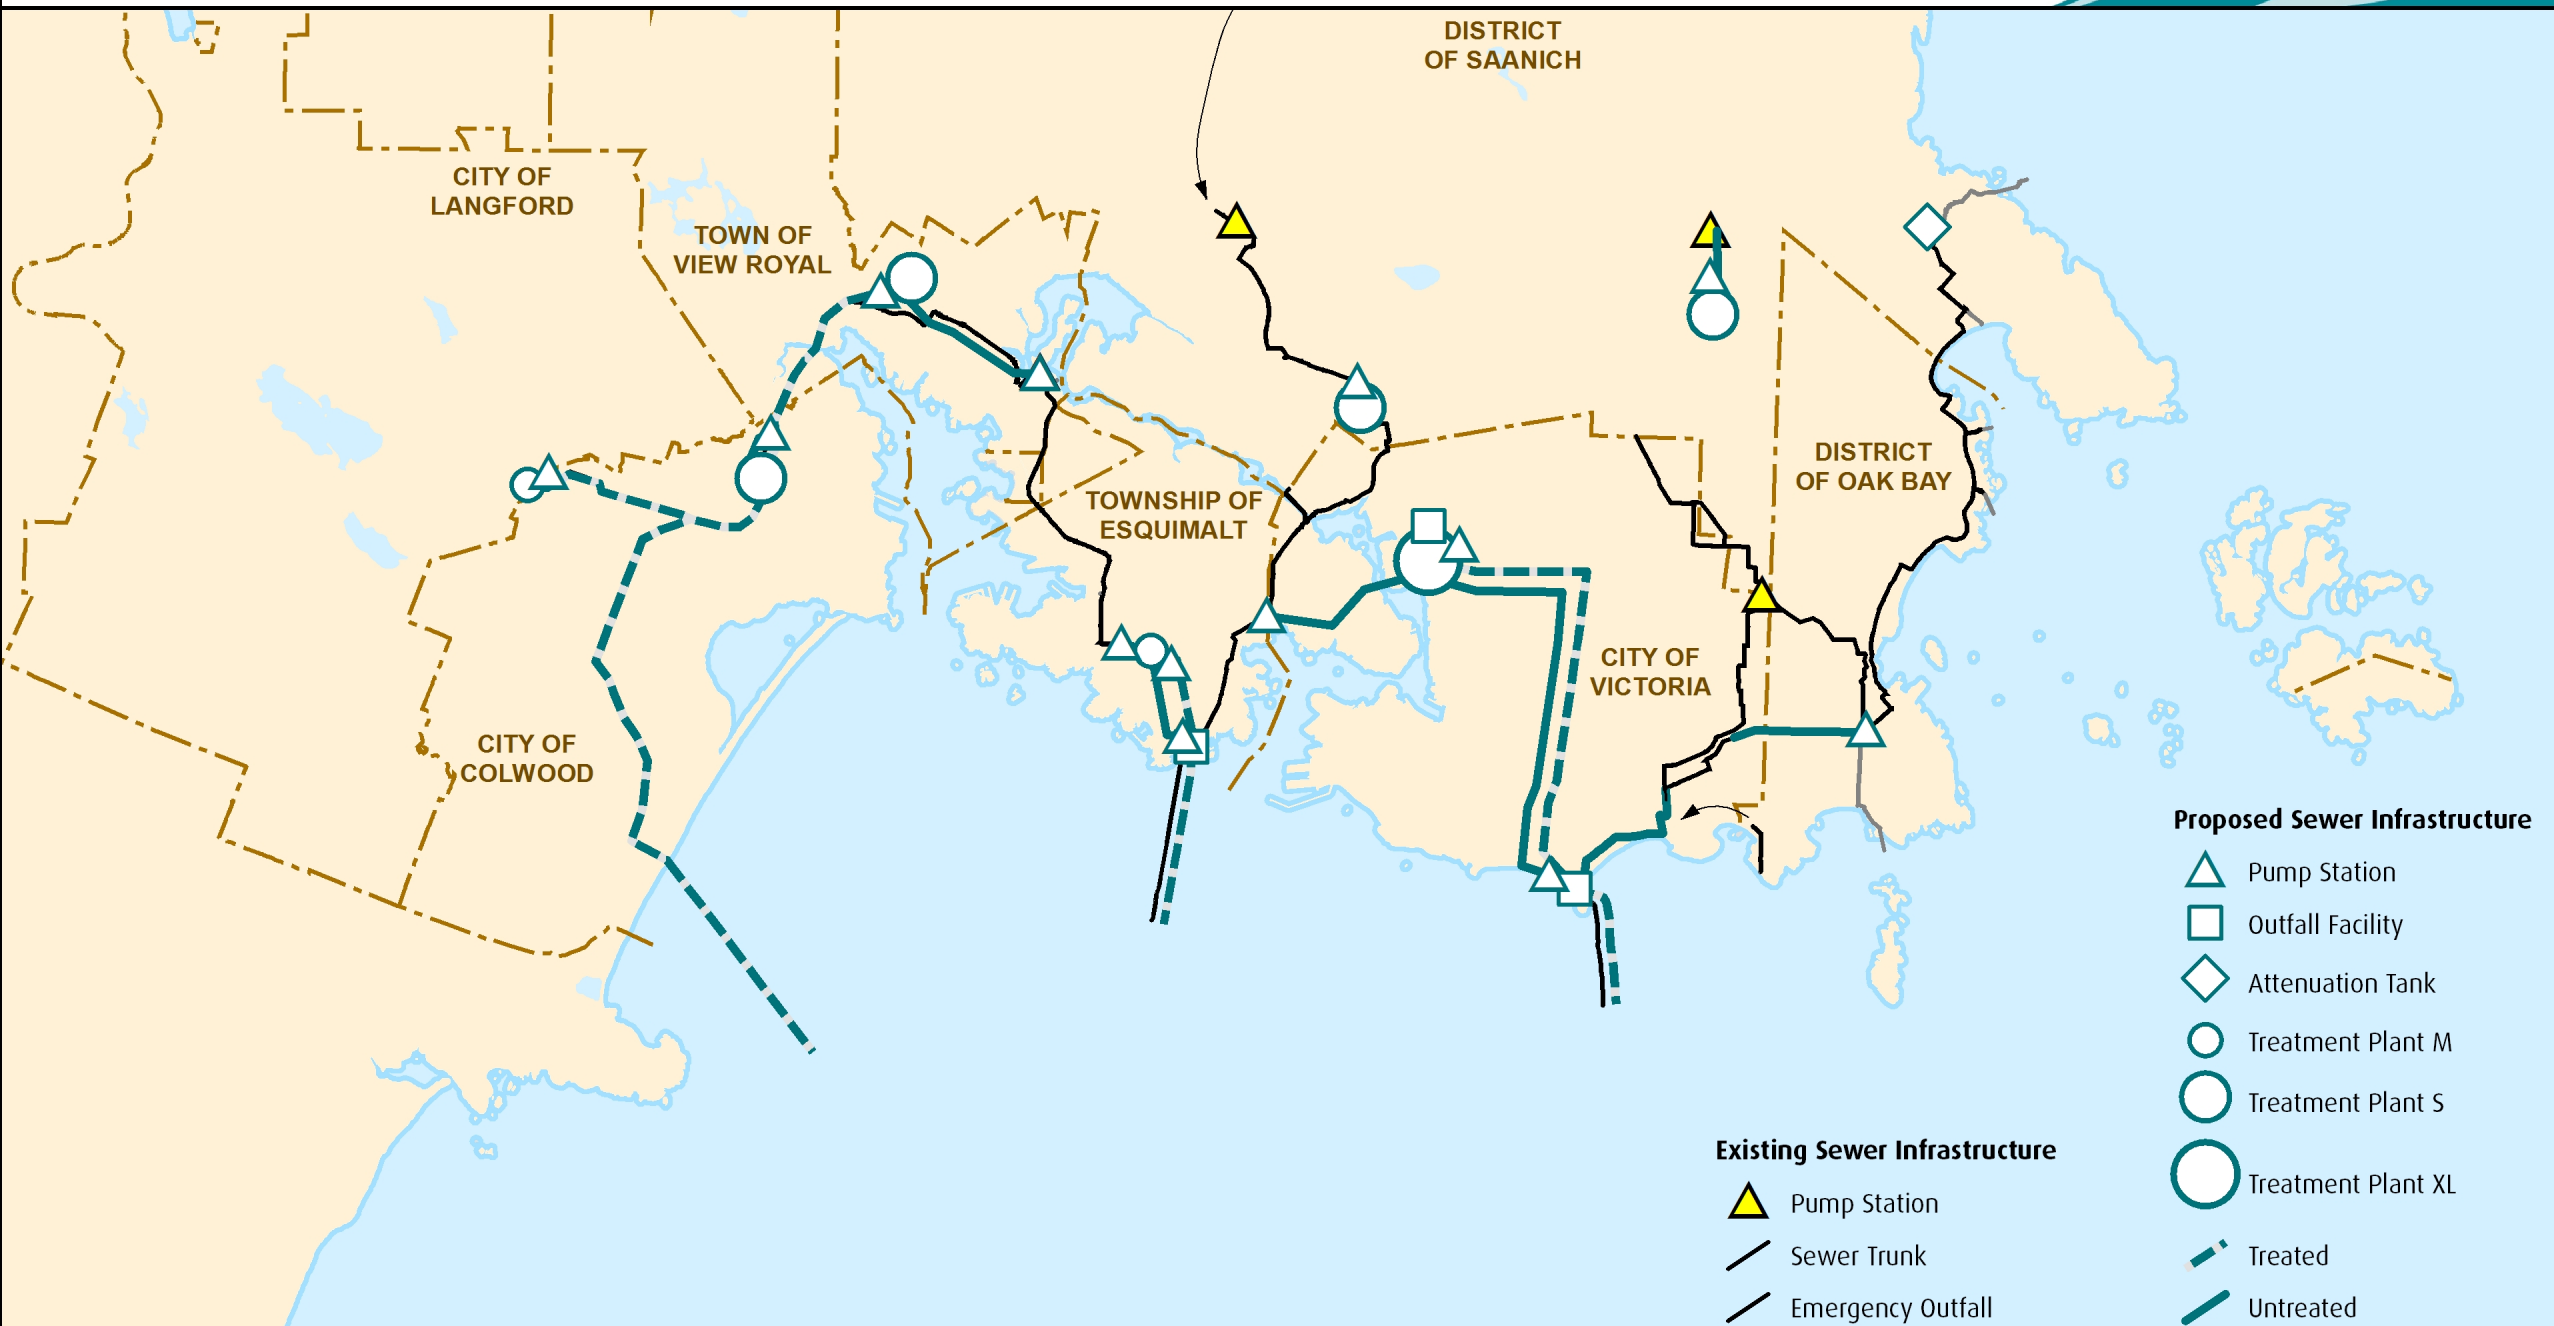 DISTRICT
OF SAANICH
CITY OF
LANGFORD
TOWN OF
VIEW ROYAL
DISTRICT
OF OAK BAY
TOWNSHIP OF
ESQUIMALT
CITY OF
VICTORIA
CITY OF
COLWOOD
Proposed Sewer Infrastructure
Pump Station
Outfall Facility
Attenuation Tank
Treatment Plant M
Treatment Plant S
Treatment Plant XL
Treated
Untreated
Existing Sewer Infrastructure
Pump Station
Sewer Trunk
Emergency Outfall